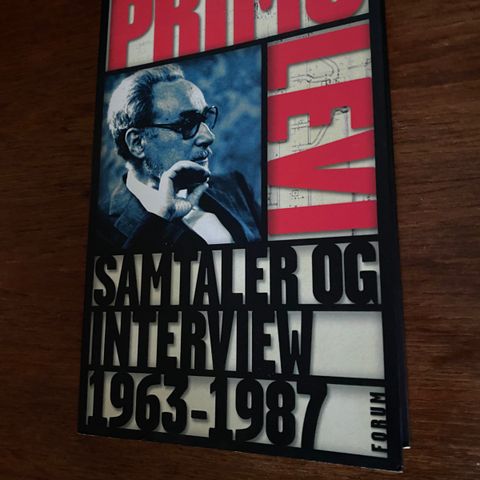 PRIMO
LEVI
SAMTALER OG
INTERVIEW
1963-1987
FORUM